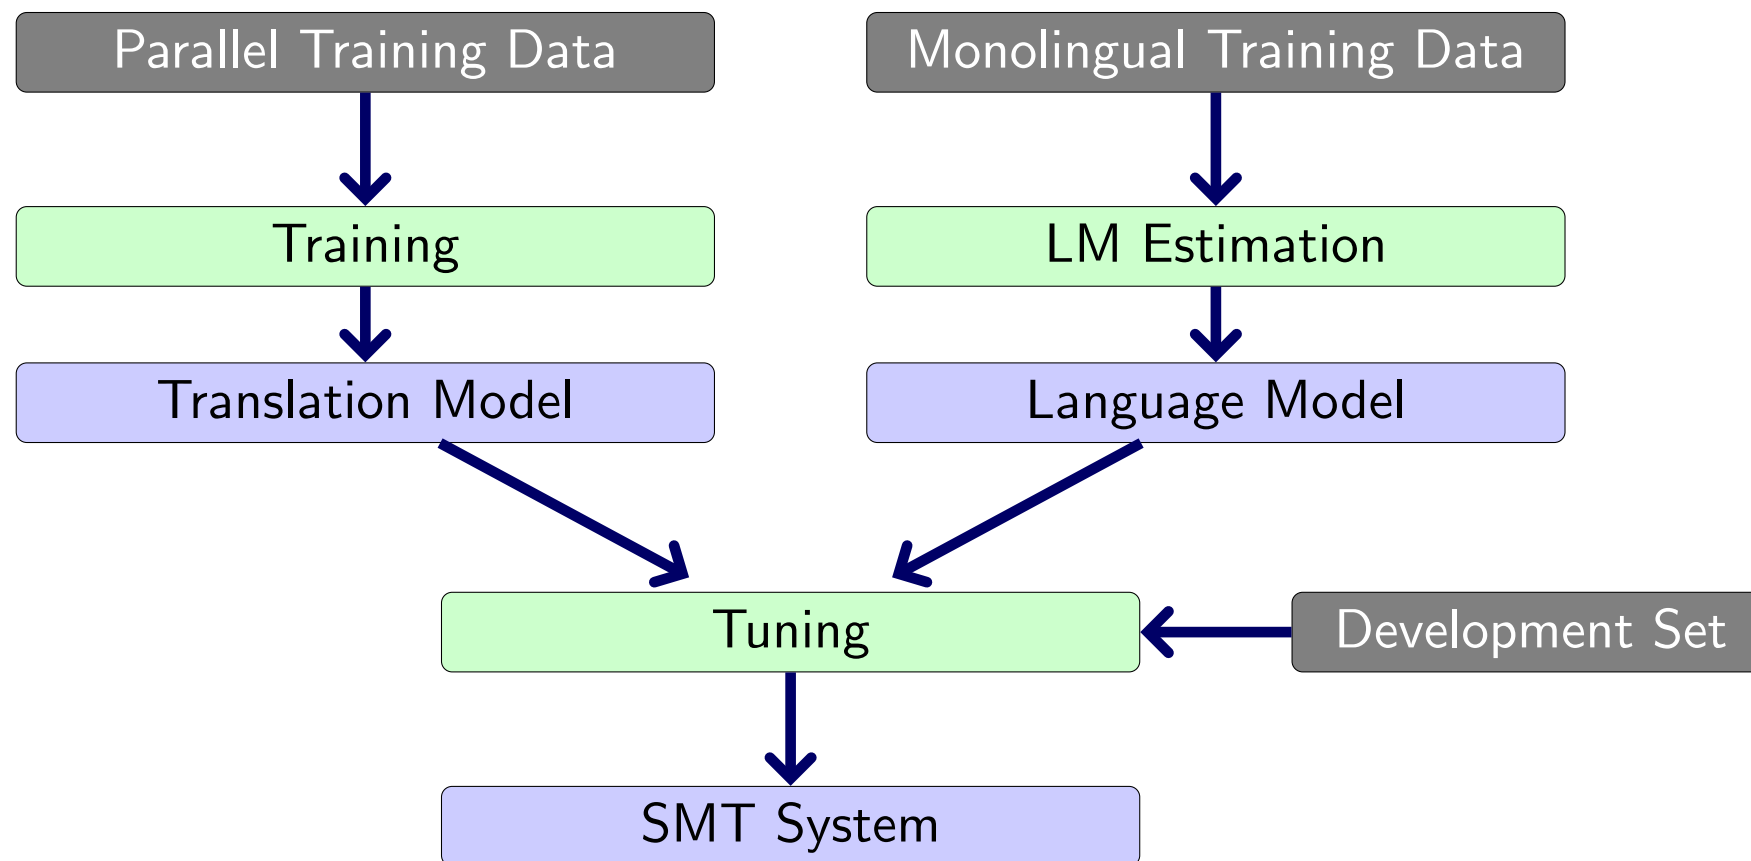 Parallel Training Data
Monolingual Training Data
Training
LM Estimation
Translation Model
Language Model
Tuning
Development Set
SMT System